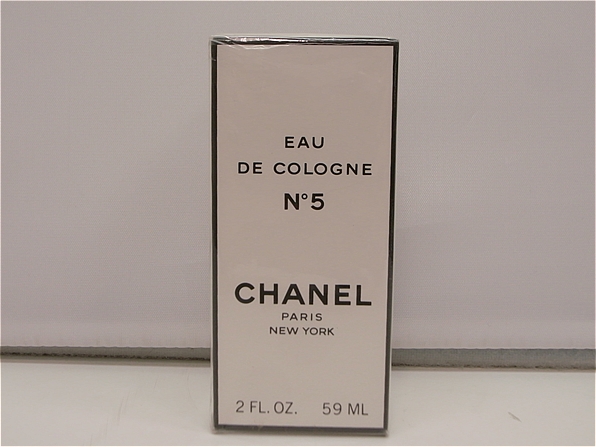 EAU
DE COLOGNE
N°5
CHANEL
PARIS
NEW YORK
2 FL. OZ. 59 ML